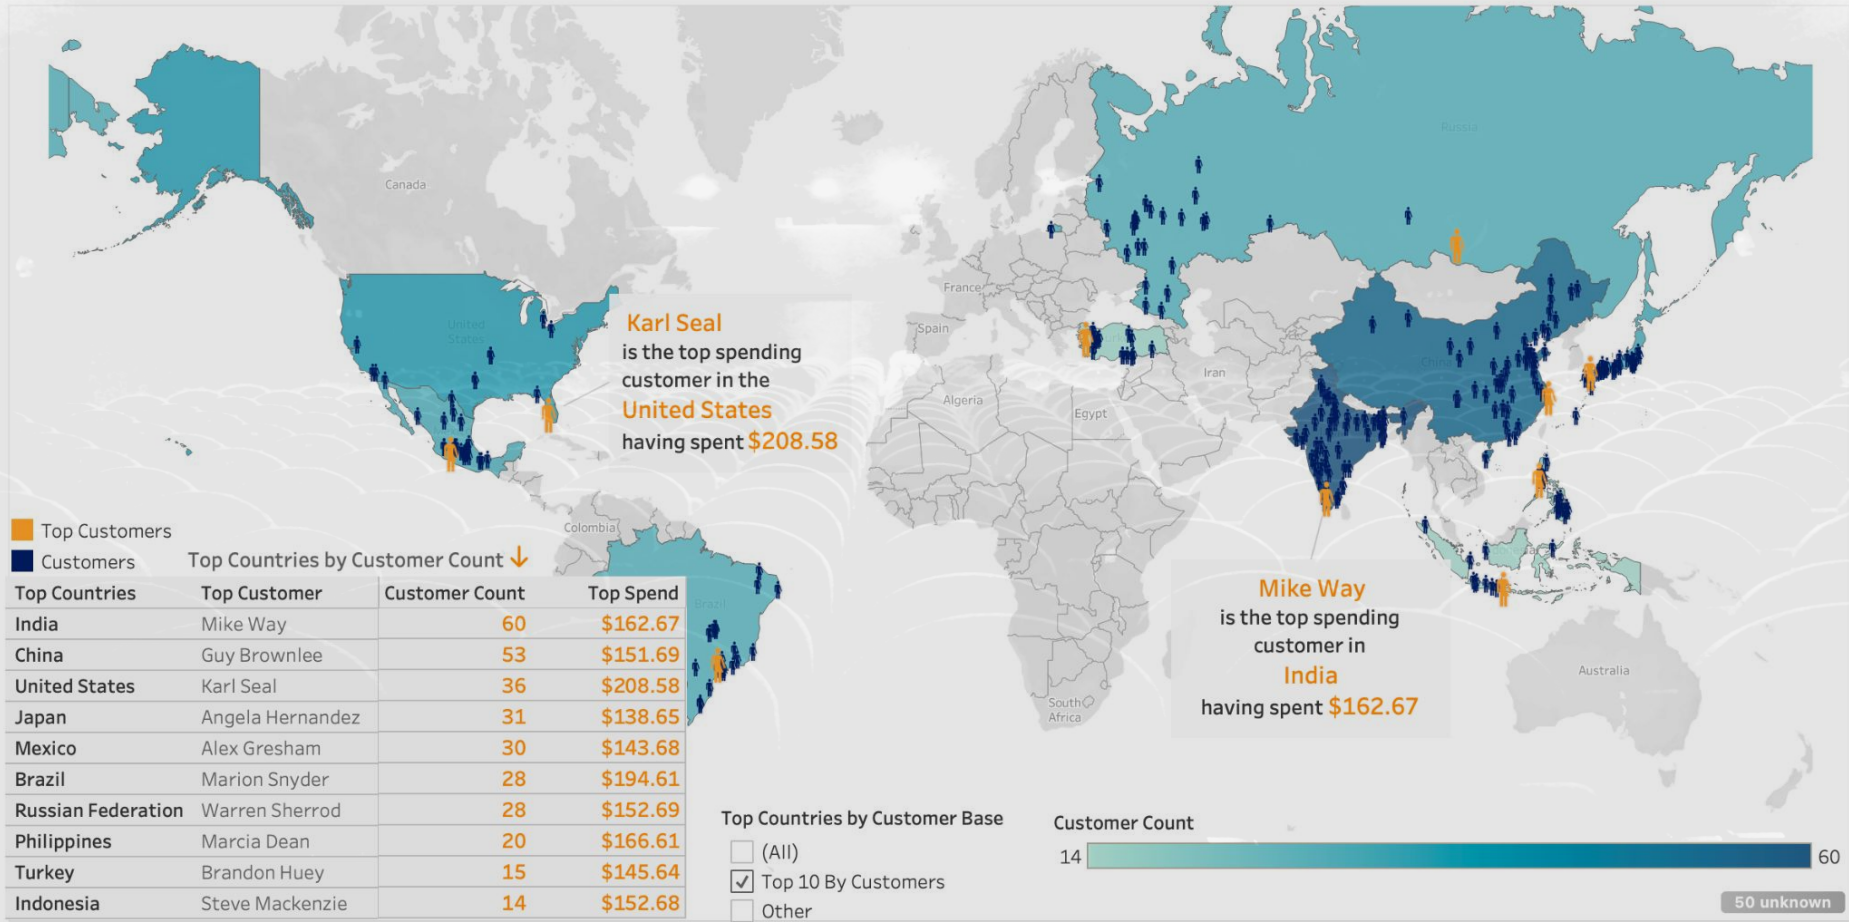 Russia
Canada
United
States
France
Spain
Iran
Algeria
Egypt
China
Karl Seal
is the top spending
customer in the
United States
having spent $208.58
Colombia
Brazil
South
Africa
Australia
Mike Way
is the top spending
customer in
India
having spent $162.67
Top Customers
Customers
Top Countries by Customer Count ↓
Top Countries Top Customer Customer Count Top Spend
India Mike Way 60 $162.67
China Guy Brownlee 53 $151.69
United States Karl Seal 36 $208.58
Japan Angela Hernandez 31 $138.65
Mexico Alex Gresham 30 $143.68
Brazil Marion Snyder 28 $194.61
Russian Federation Warren Sherrod 28 $152.69
Philippines Marcia Dean 20 $166.61
Turkey Brandon Huey 15 $145.64
Indonesia Steve Mackenzie 14 $152.68
Top Countries by Customer Base
(All)
Top 10 By Customers
Other
Customer Count
14 60
50 unknown